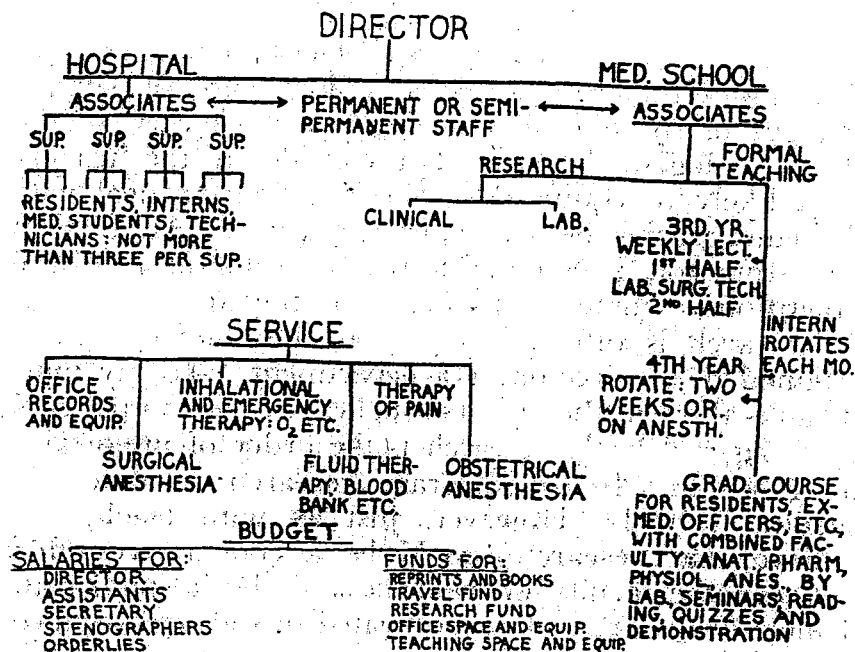 DIRECTOR
HOSPITAL
MED. SCHOOL
ASSOCIATES
PERMANENT OR SEMI-
PERMANENT STAFF
ASSOCIATES
SUP. SUP. SUP. SUP.
RESIDENTS, INTERNS,
MED. STUDENTS, TECH-
NICIANS: NOT MORE
THAN THREE PER SUP.
RESEARCH
CLINICAL
LAB.
FORMAL
TEACHING
3RD. YR.
WEEKLY LECT.
1ST HALF
LAB. SURG. TECH.
2ND HALF
INTERN
ROTATES
EACH MO.
4TH YEAR
ROTATE: TWO
WEEKS O.R.
ON ANESTH.
GRAD. COURSE
FOR RESIDENTS, EX-
MED. OFFICERS, ETC.,
WITH COMBINED FAC-
ULTY: ANAT., PHARM.,
PHYSIOL., ANES., BY
LAB., SEMINARS, READ-
ING, QUIZZES AND
DEMONSTRATION
SERVICE
OFFICE
RECORDS
AND EQUIP.
SURGICAL
ANESTHESIA
INHALATIONAL
AND EMERGENCY
THERAPY: O2 ETC.
FLUID THER-
APY, BLOOD
BANK, ETC.
THERAPY
OF PAIN
OBSTETRICAL
ANESTHESIA
BUDGET
SALARIES FOR:
DIRECTOR
ASSISTANTS
SECRETARY
STENOGRAPHERS
ORDERLIES
FUNDS FOR:
REPRINTS AND BOOKS
TRAVEL FUND
RESEARCH FUND
OFFICE SPACE AND EQUIP.
TEACHING SPACE AND EQUIP.